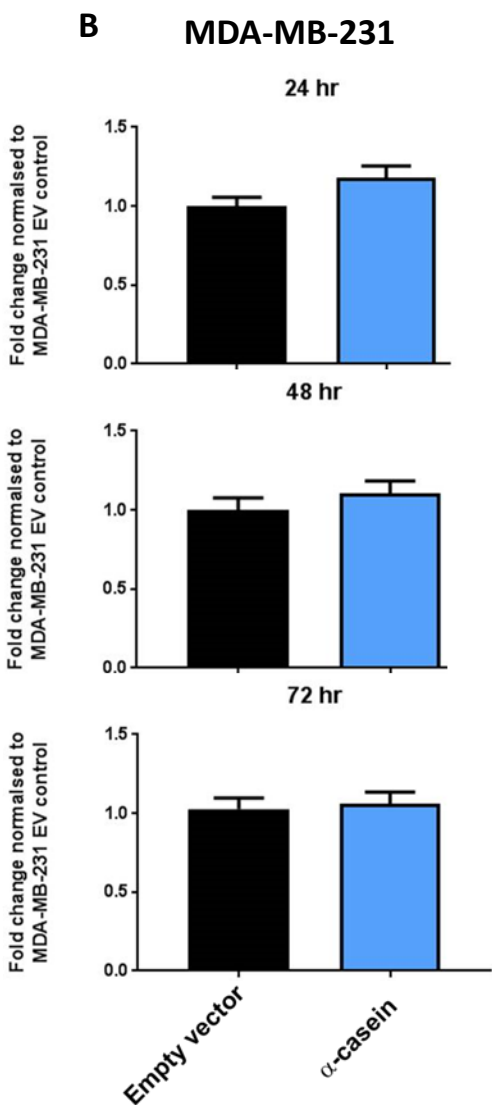 B MDA-MB-231
24 hr
Fold change normalised to
MDA-MB-231 EV control
1.5
1.0
0.5
0.0
48 hr
Fold change normalised to
MDA-MB-231 EV control
1.5
1.0
0.5
0.0
72 hr
Fold change normalised to
MDA-MB-231 EV control
1.5
1.0
0.5
0.0
Empty vector
α-casein